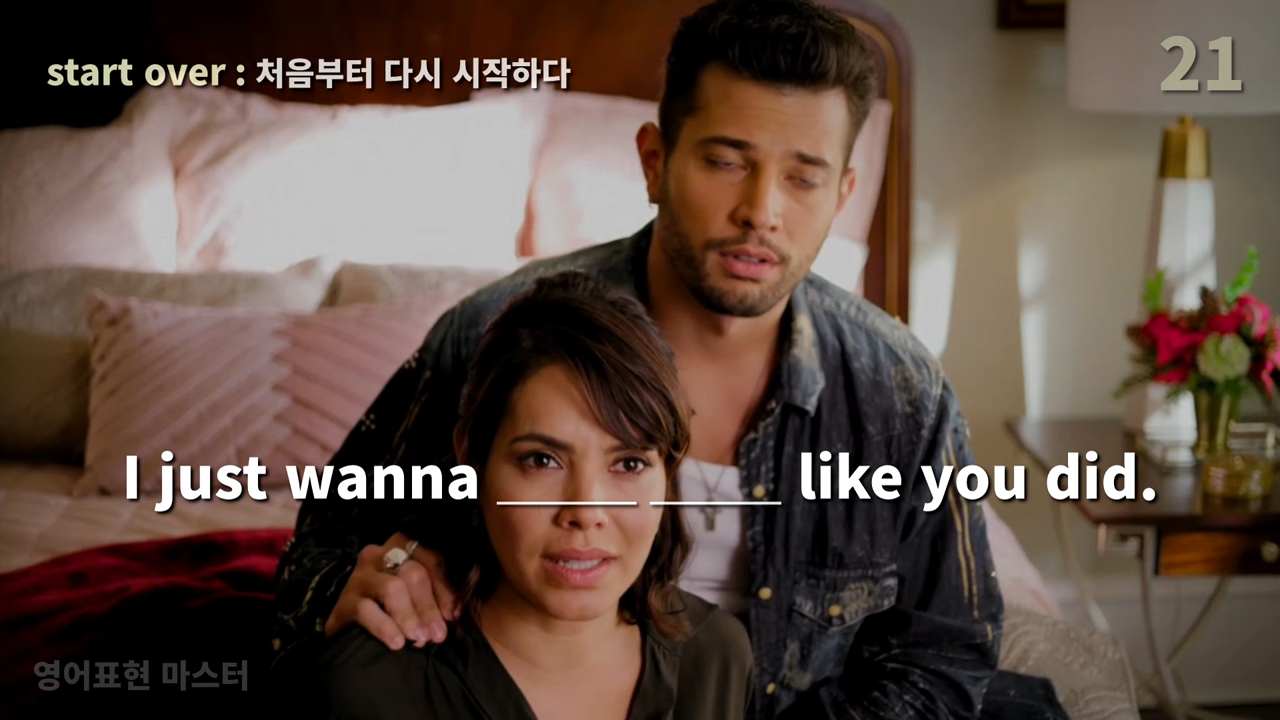 start over : 처음부터 다시 시작하다
21
I just wanna _____ _____ like you did.
영어표현 마스터